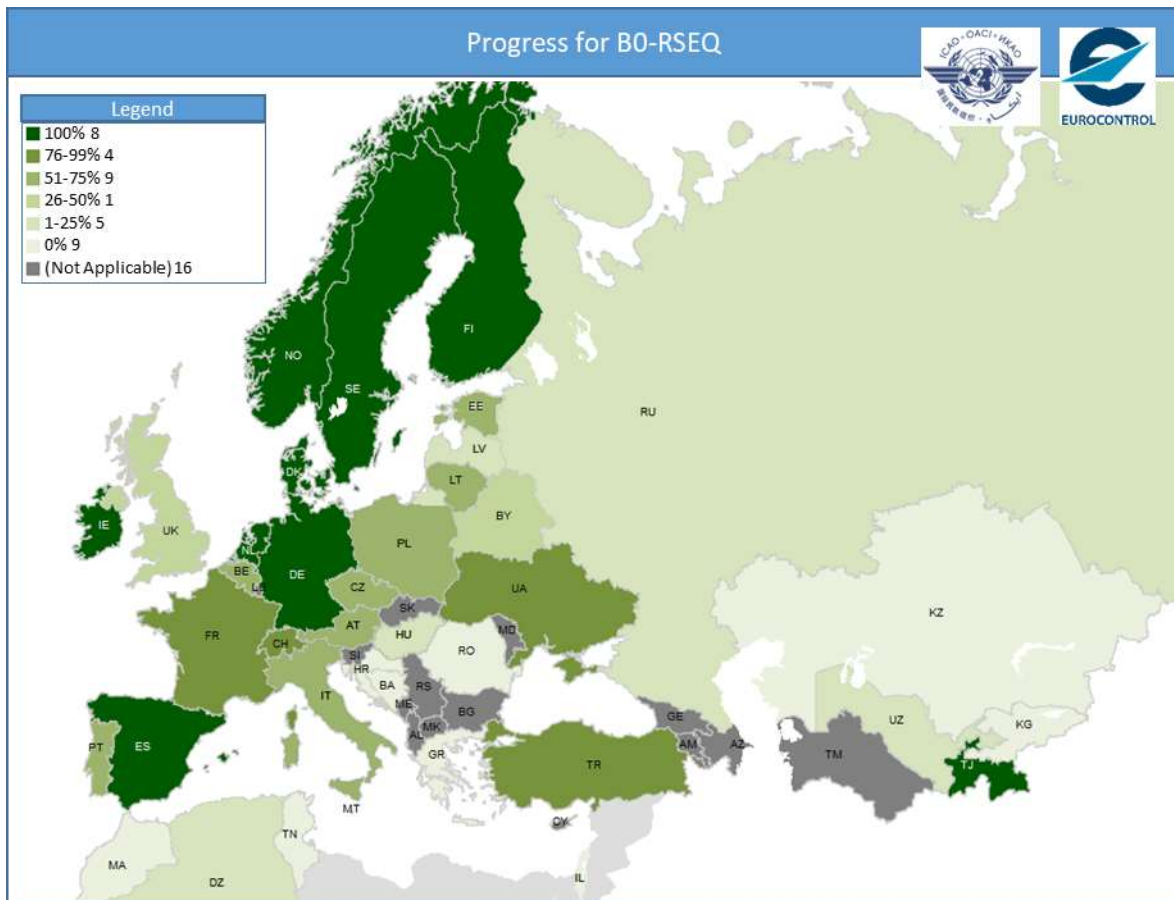 Progress for B0-RSEQ
ICAO · OACI · ИКАО
EUROCONTROL
Legend
100% 8
76-99% 4
51-75% 9
26-50% 1
1-25% 5
0% 9
(Not Applicable) 16
NO
SE
FI
RU
EE
LV
LT
DK
IE
UK
BY
NL
BE
DE
PL
CZ
SK
UA
KZ
FR
CH
AT
HU
MD
RO
SI
HR
BA
IT
RS
ME
BG
MK
AL
GR
PT
ES
TR
GE
AM
AZ
UZ
KG
TM
TJ
MT
CY
MA
DZ
TN
IL